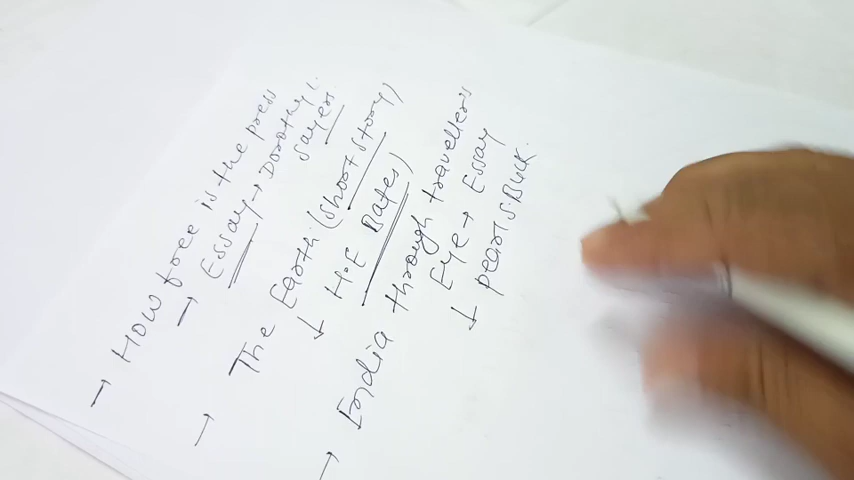 → How free is the press
→ Essay → Dorothy L.
Sayers
→ The Earth (Short Story)
↓ H.E Bates)
→ India through traveller's
Eye → Essay
↓ pearl S. Buck.